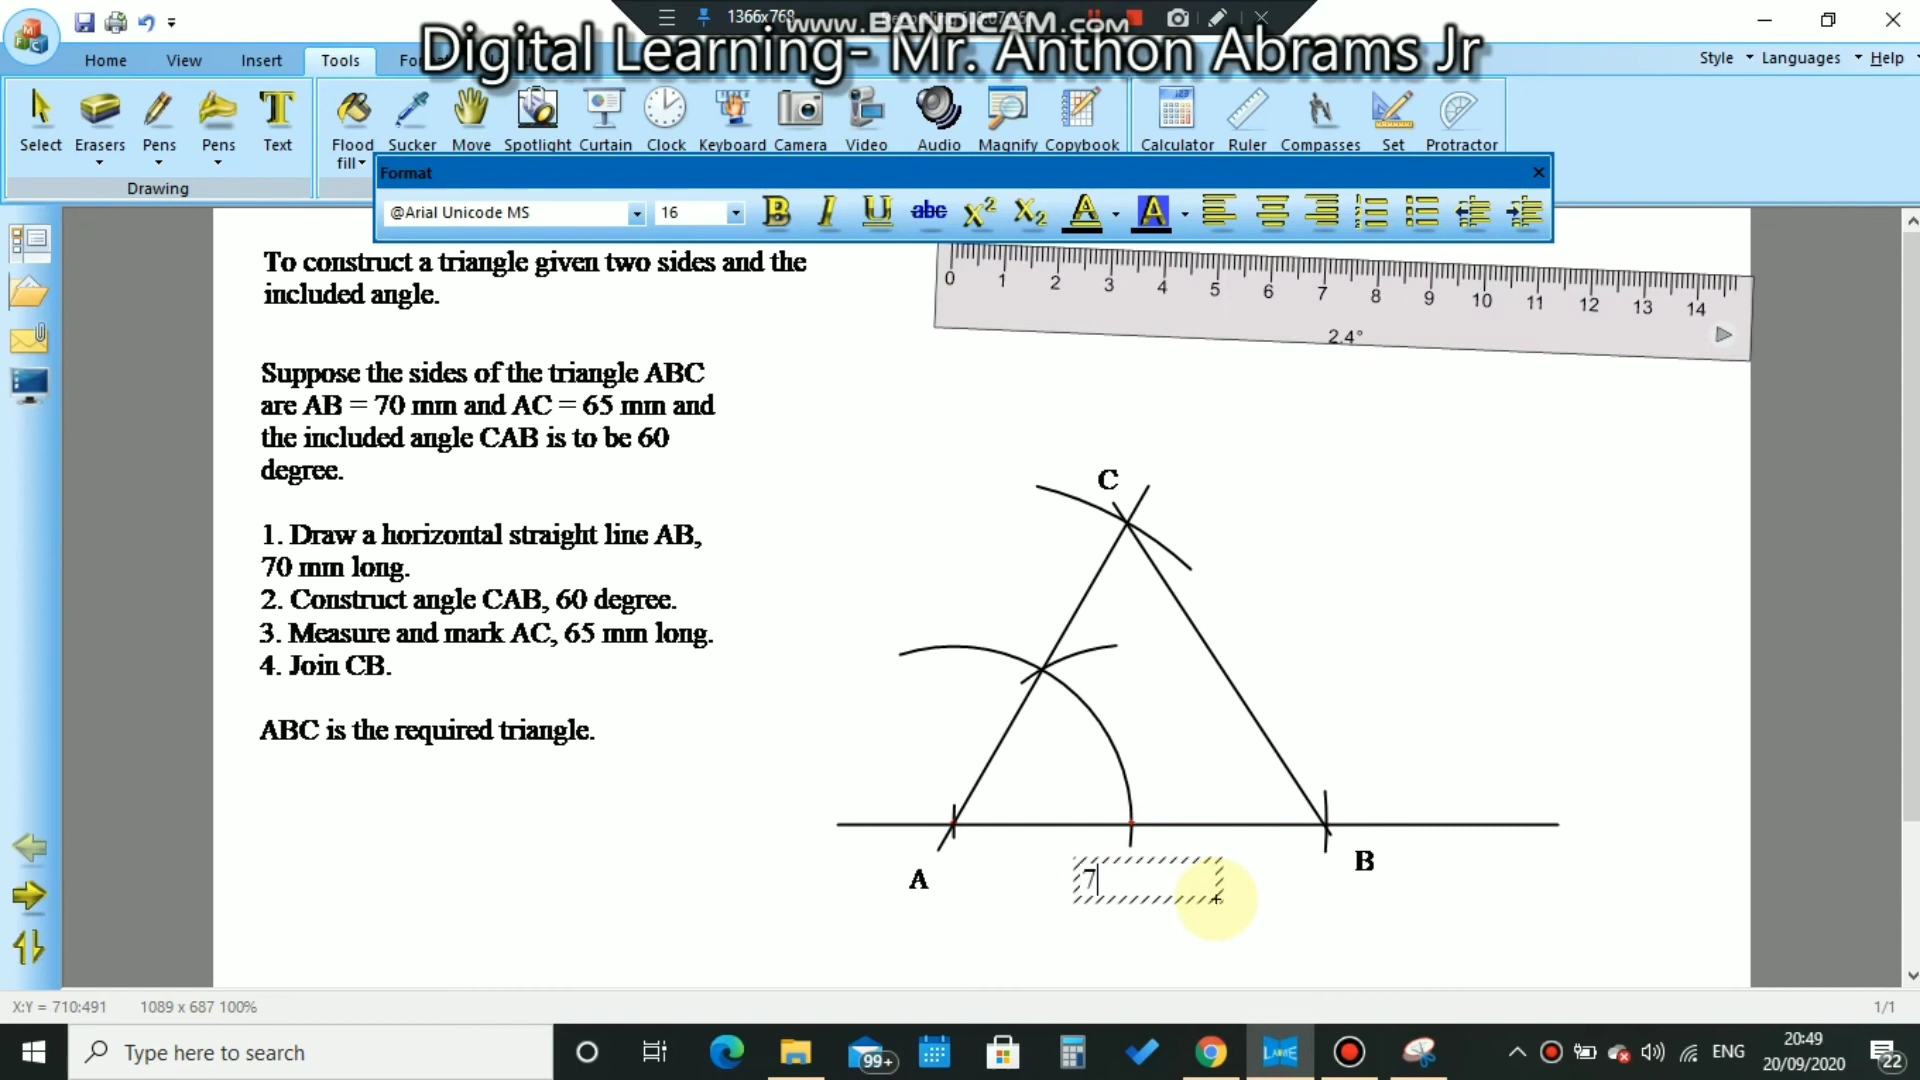 1366x768
www.BANDICAM.com
Digital Learning- Mr. Anthon Abrams Jr
Home View Insert Tools
Style Languages Help
Select Erasers Pens Pens Text
Flood fill Sucker Move Spotlight Curtain Clock Keyboard Camera Video Audio Magnify Copybook
Calculator Ruler Compasses Set Protractor
Drawing
Format
@Arial Unicode MS 16
B I U abc X² X₂ A A
To construct a triangle given two sides and the
included angle.
0 1 2 3 4 5 6 7 8 9 10 11 12 13 14
2.4°
Suppose the sides of the triangle ABC
are AB = 70 mm and AC = 65 mm and
the included angle CAB is to be 60
degree.
1. Draw a horizontal straight line AB,
70 mm long.
2. Construct angle CAB, 60 degree.
3. Measure and mark AC, 65 mm long.
4. Join CB.
ABC is the required triangle.
C
A
B
7
X:Y = 710:491 1089 x 687 100%
1/1
Type here to search
99+
ENG
20:49
20/09/2020
22